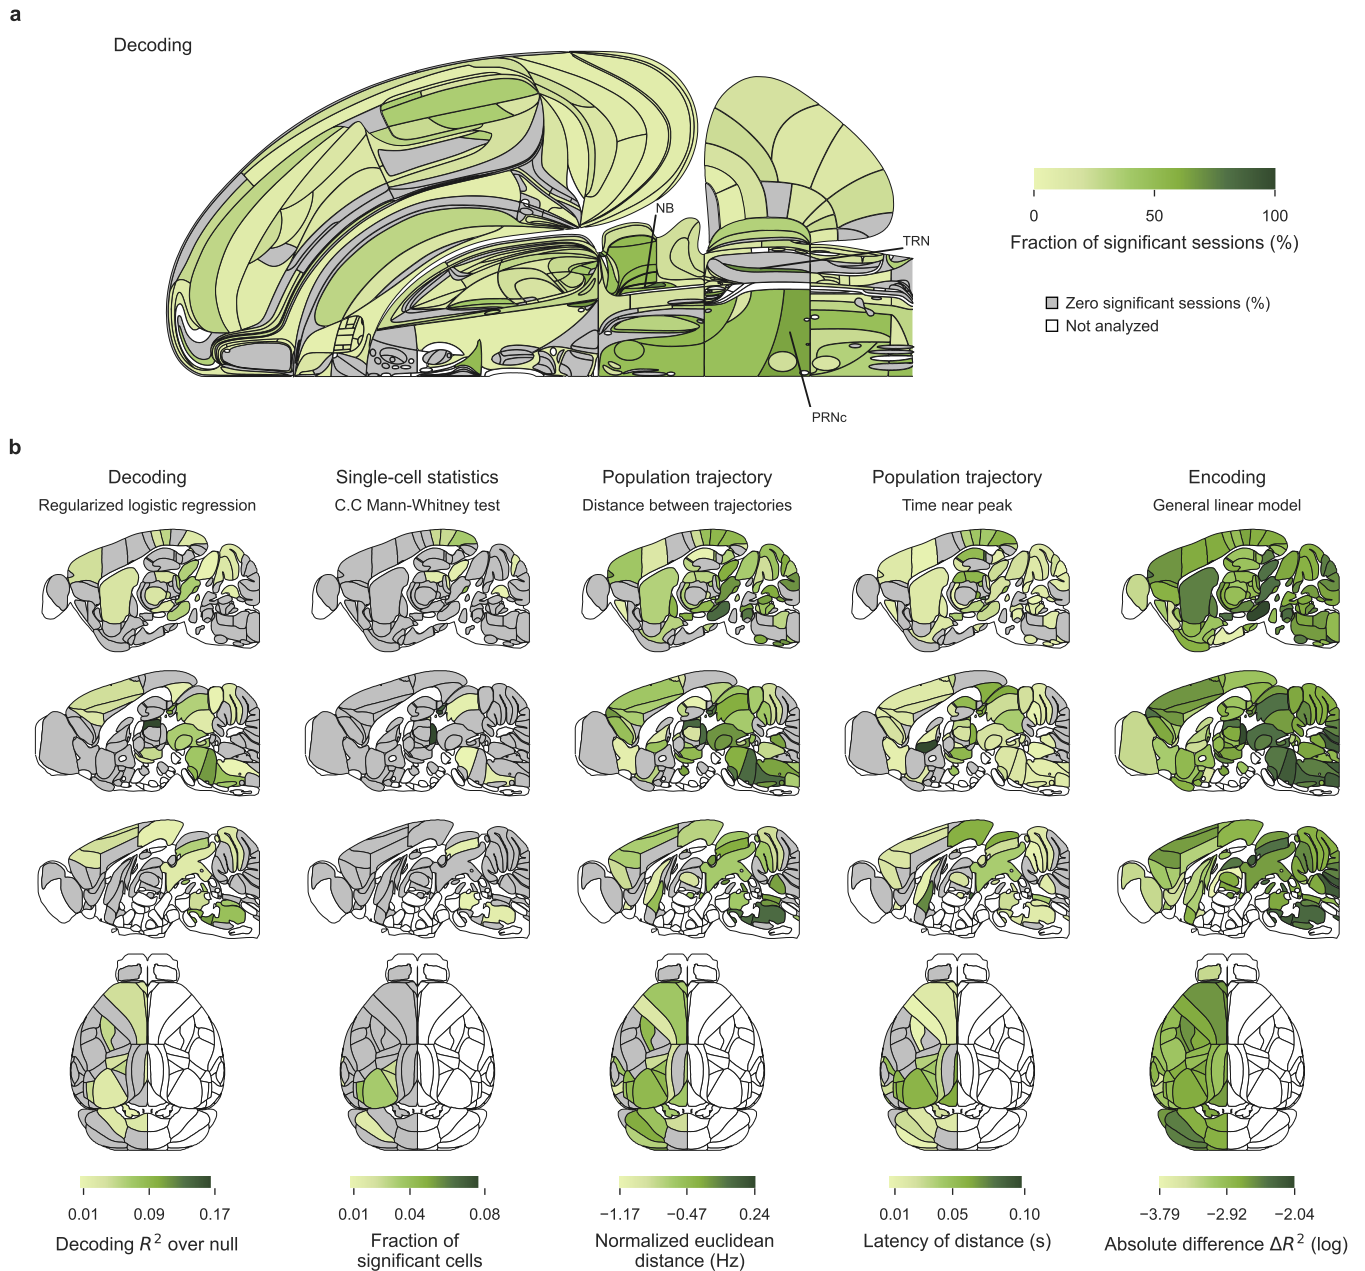 a
Decoding
NB
TRN
PRNc
0 50 100
Fraction of significant sessions (%)
Zero significant sessions (%)
Not analyzed
b
Decoding
Regularized logistic regression
Single-cell statistics
C.C Mann-Whitney test
Population trajectory
Distance between trajectories
Population trajectory
Time near peak
Encoding
General linear model
0.01 0.09 0.17
Decoding R² over null
0.01 0.04 0.08
Fraction of
significant cells
−1.17 −0.47 0.24
Normalized euclidean
distance (Hz)
0.01 0.05 0.10
Latency of distance (s)
−3.79 −2.92 −2.04
Absolute difference ΔR² (log)